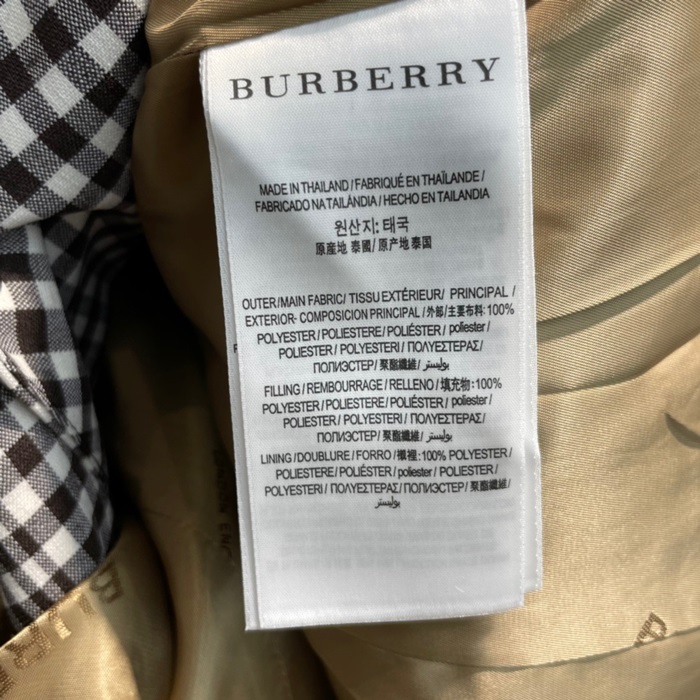 BURBERRY
MADE IN THAILAND / FABRIQUÉ EN THAÏLANDE /
FABRICADO NA TAILÂNDIA / HECHO EN TAILANDIA
원산지: 태국
原産地 泰國/ 原产地 泰国
OUTER/MAIN FABRIC/ TISSU EXTÉRIEUR/ PRINCIPAL /
EXTERIOR- COMPOSICION PRINCIPAL /外部/主要布料: 100%
POLYESTER / POLIESTERE / POLIÉSTER / poliester /
POLIESTER / POLYESTERI / ΠΟΛΥΕΣΤΕΡΑΣ /
ПОЛИЭСТЕР/ 聚酯纖維/ بوليستر
FILLING / REMBOURRAGE / RELLENO / 填充物: 100%
POLYESTER / POLIESTERE / POLIÉSTER / poliester /
POLIESTER / POLYESTERI / ΠΟΛΥΕΣΤΕΡΑΣ /
ПОЛИЭСТЕР/ 聚酯纖維/ بوليستر
LINING / DOUBLURE / FORRO / 襯裡: 100% POLYESTER /
POLIESTERE / POLIÉSTER / poliester / POLIESTER /
POLYESTERI / ΠΟΛΥΕΣΤΕΡΑΣ / ПОЛИЭСТЕР/ 聚酯纖維/
بوليستر